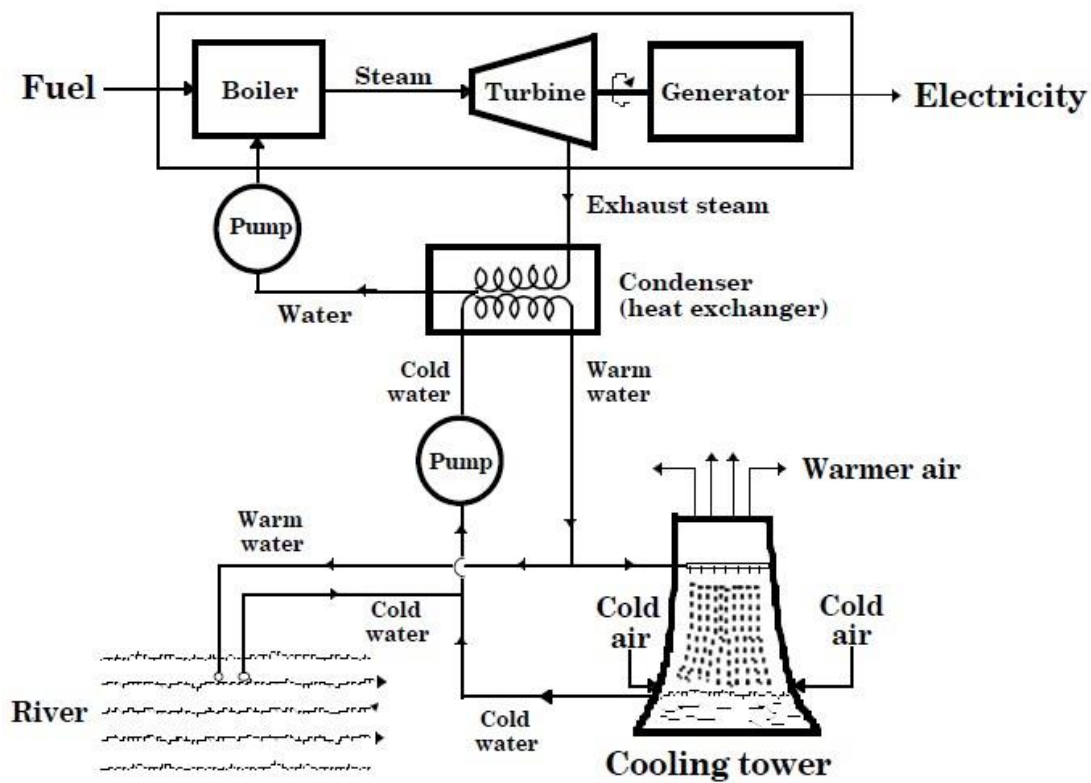 Fuel
Boiler
Steam
Turbine
Generator
Electricity
Pump
Exhaust steam
Condenser
(heat exchanger)
Water
Cold
water
Warm
water
Pump
Warmer air
Warm
water
Cold
water
Cold
air
Cold
air
River
Cold
water
Cooling tower